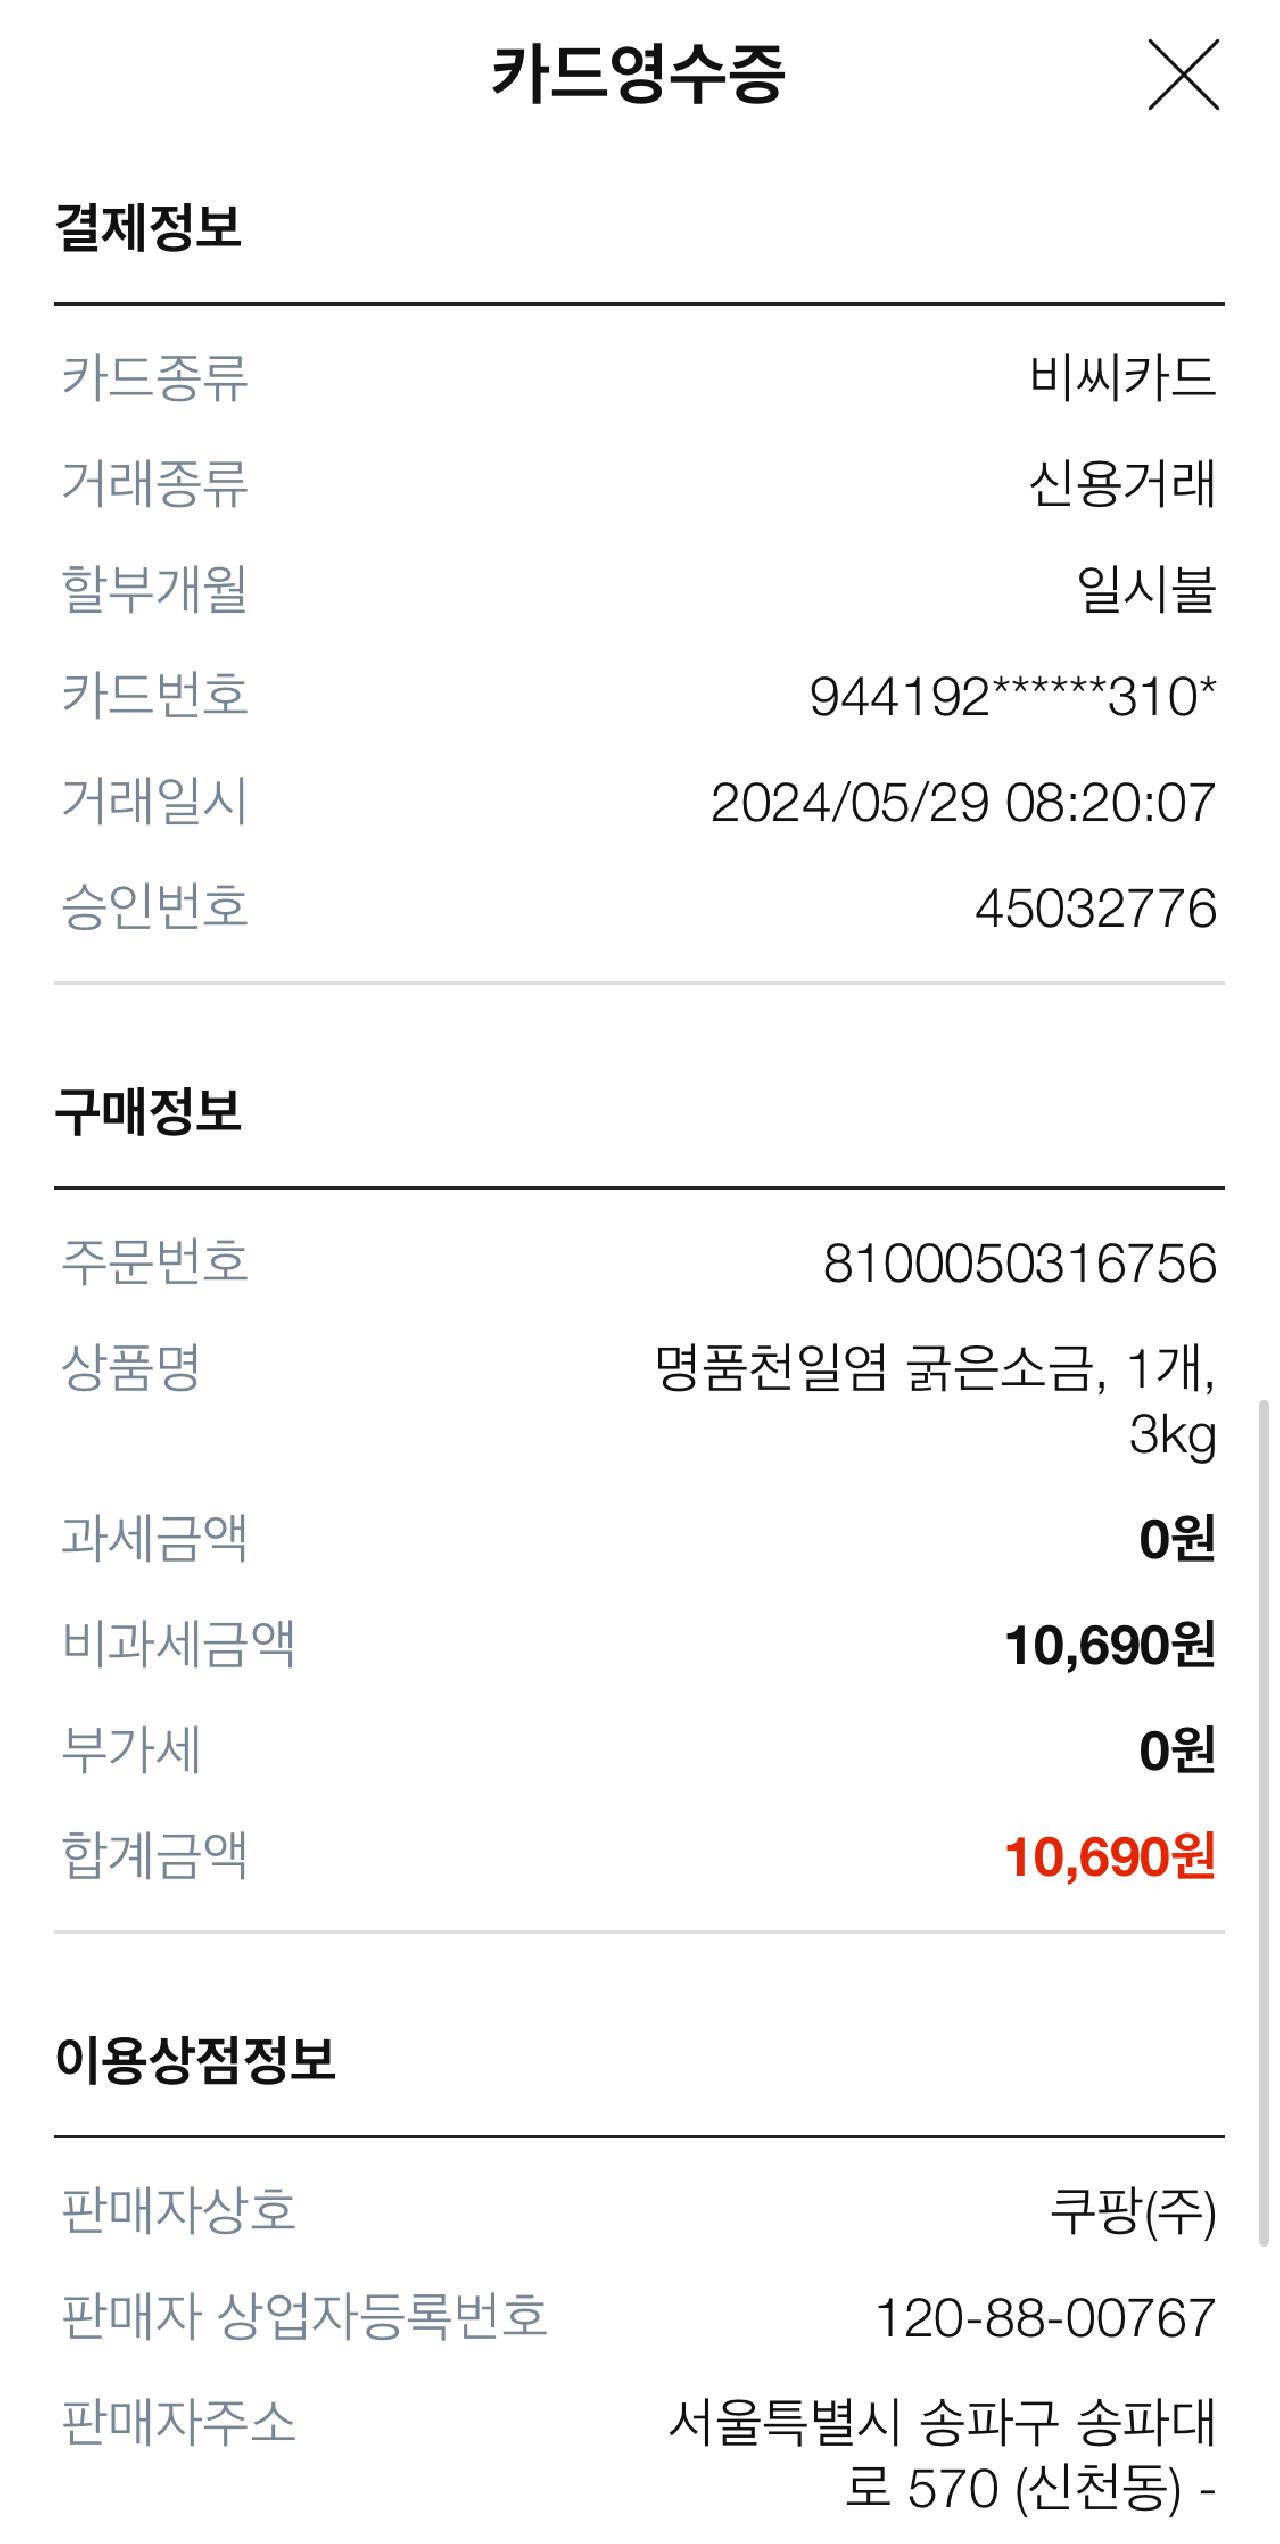 카드영수증
결제정보
카드종류 비씨카드
거래종류 신용거래
할부개월 일시불
카드번호 944192******310*
거래일시 2024/05/29 08:20:07
승인번호 45032776
구매정보
주문번호 8100050316756
상품명 명품천일염 굵은소금, 1개,
3kg
과세금액 0원
비과세금액 10,690원
부가세 0원
합계금액 10,690원
이용상점정보
판매자상호 쿠팡(주)
판매자 상업자등록번호 120-88-00767
판매자주소 서울특별시 송파구 송파대
로 570 (신천동) -